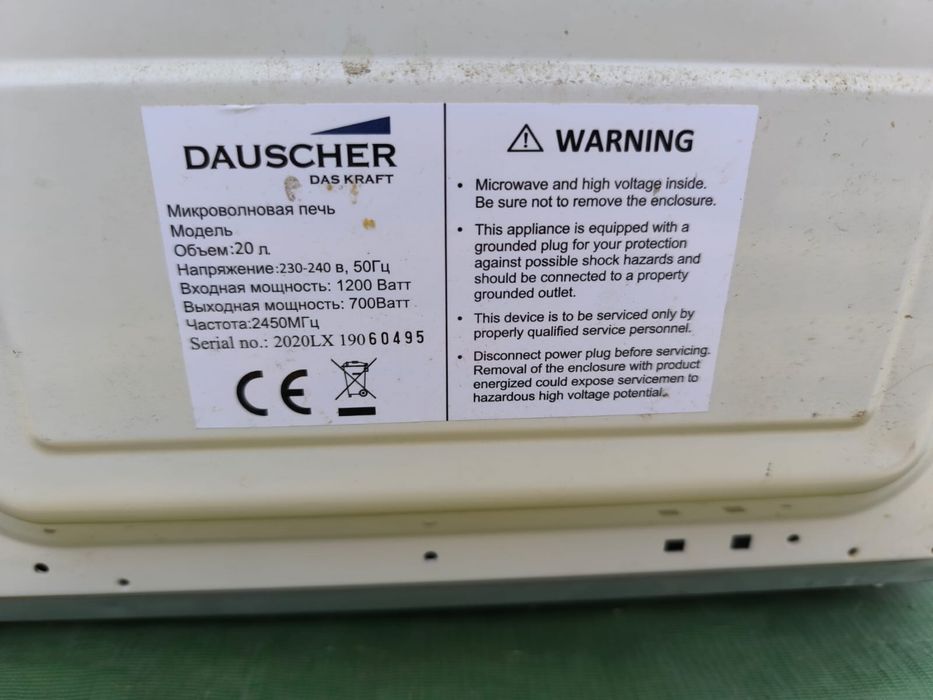 DAUSCHER
DAS KRAFT
Микроволновая печь
Модель
Объем:20 л.
Напряжение:230-240 в, 50Гц
Входная мощность: 1200 Ватт
Выходная мощность: 700Ватт
Частота:2450МГц
Serial no.: 2020LX 19060495
CE
WARNING
• Microwave and high voltage inside.
Be sure not to remove the enclosure.
• This appliance is equipped with a
grounded plug for your protection
against possible shock hazards and
should be connected to a property
grounded outlet.
• This device is to be serviced only by
properly qualified service personnel.
• Disconnect power plug before servicing.
Removal of the enclosure with product
energized could expose servicemen to
hazardous high voltage potential.